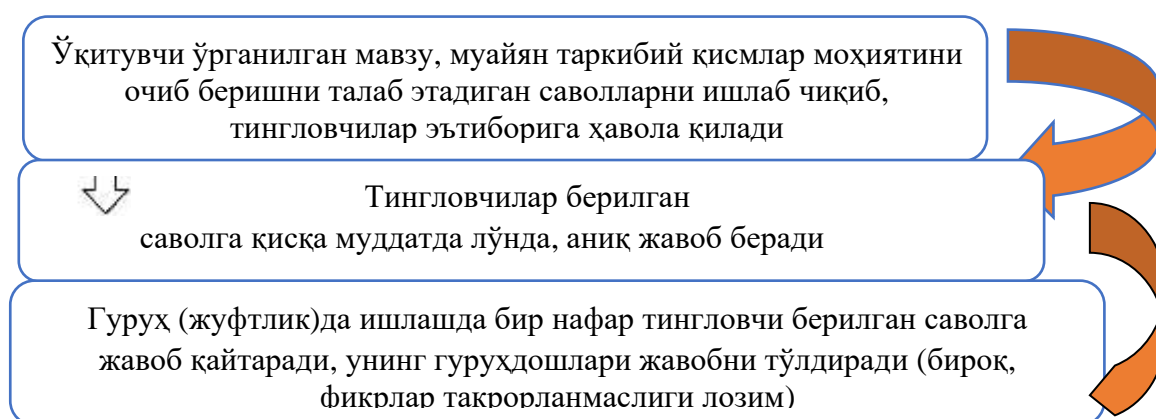 Ўқитувчи ўрганилган мавзу, муайян таркибий қисмлар моҳиятини
очиб беришни талаб этадиган саволларни ишлаб чиқиб,
тингловчилар эътиборига ҳавола қилади
Тингловчилар берилган
саволга қисқа муддатда лўнда, аниқ жавоб беради
Гуруҳ (жуфтлик)да ишлашда бир нафар тингловчи берилган саволга
жавоб қайтаради, унинг гуруҳдошлари жавобни тўлдиради (бироқ,
фикрлар такрорланмаслиги лозим)